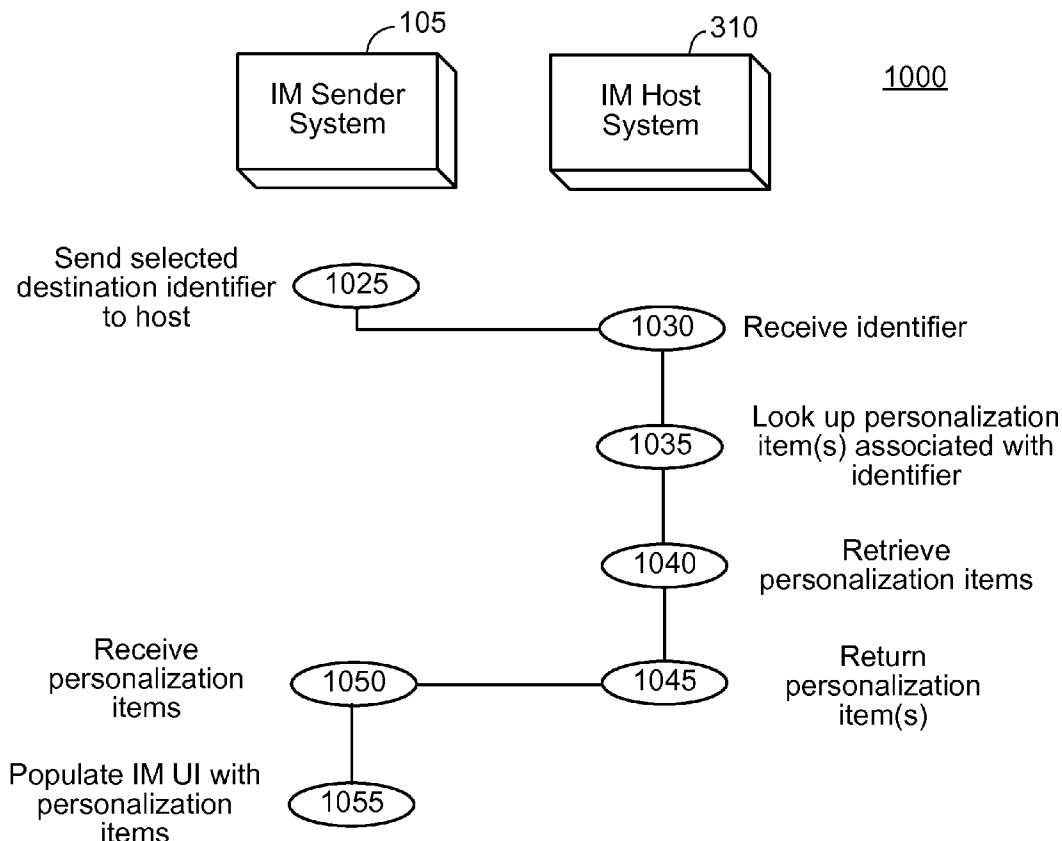 105
310
1000
IM Sender
System
IM Host
System
Send selected
destination identifier
to host
1025
1030
Receive identifier
1035
Look up personalization
item(s) associated with
identifier
1040
Retrieve
personalization items
Receive
personalization
items
1050
1045
Return
personalization
item(s)
Populate IM UI with
personalization
items
1055